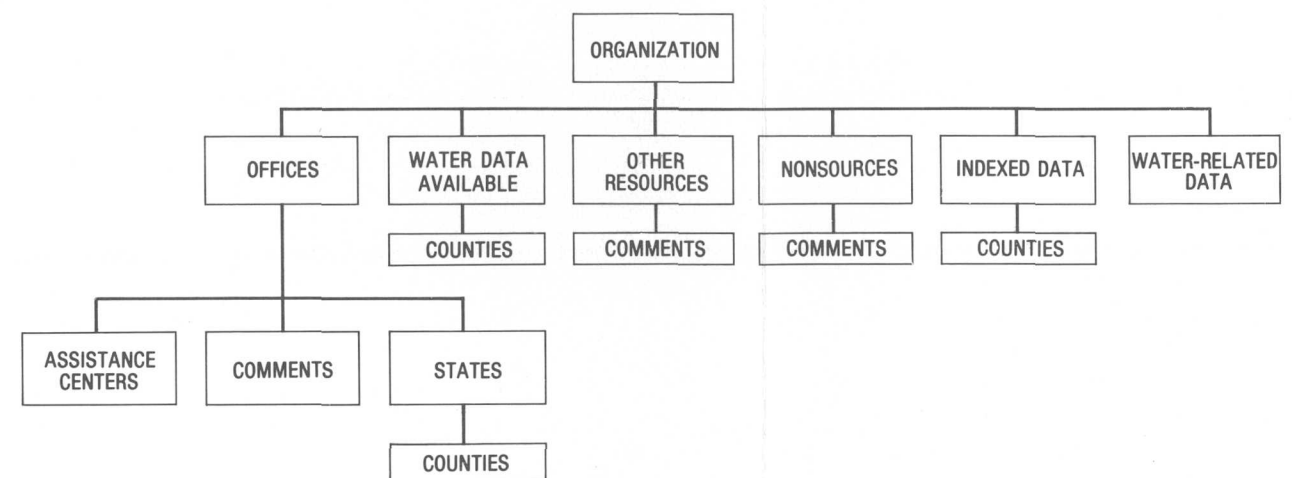 ORGANIZATION
OFFICES
WATER DATA
AVAILABLE
OTHER
RESOURCES
NONSOURCES
INDEXED DATA
WATER-RELATED
DATA
COUNTIES
COMMENTS
COMMENTS
COUNTIES
ASSISTANCE
CENTERS
COMMENTS
STATES
COUNTIES